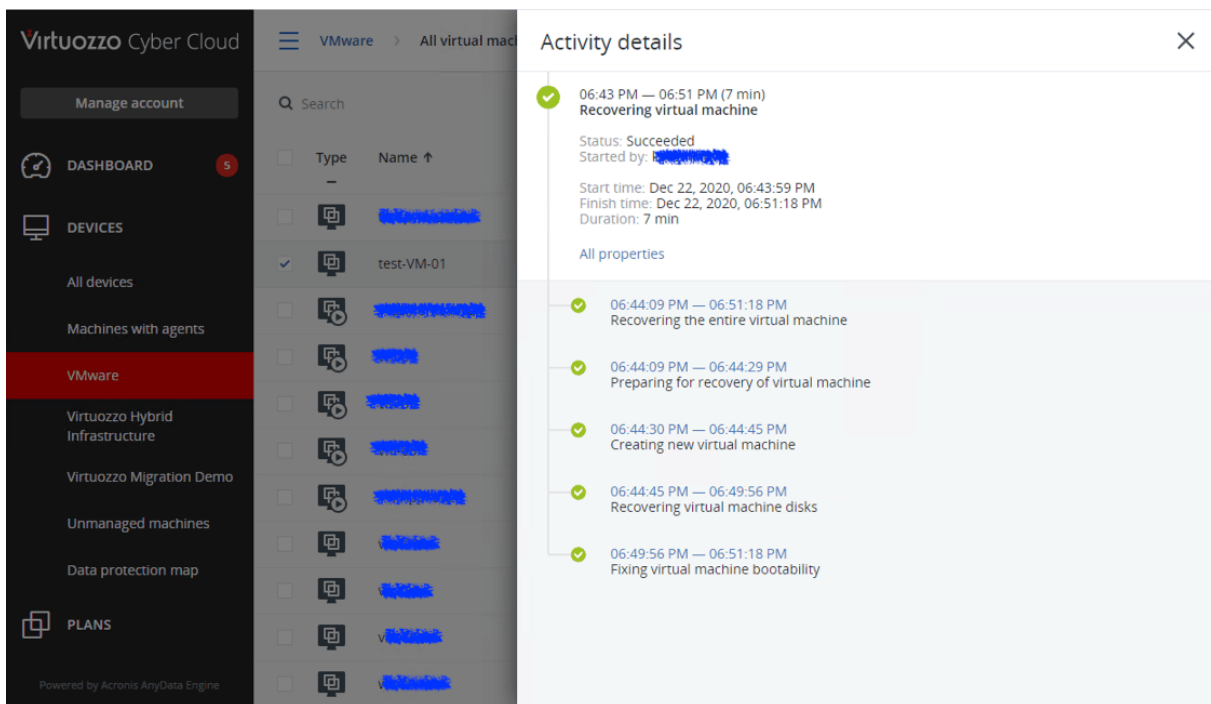 Virtuozzo Cyber Cloud
Manage account
DASHBOARD 5
DEVICES
All devices
Machines with agents
VMware
Virtuozzo Hybrid
Infrastructure
Virtuozzo Migration Demo
Unmanaged machines
Data protection map
PLANS
Powered by Acronis AnyData Engine
VMware > All virtual
Search
Type Name ↑
test-VM-01
Activity details
06:43 PM — 06:51 PM (7 min)
Recovering virtual machine
Status: Succeeded
Started by:
Start time: Dec 22, 2020, 06:43:59 PM
Finish time: Dec 22, 2020, 06:51:18 PM
Duration: 7 min
All properties
06:44:09 PM — 06:51:18 PM
Recovering the entire virtual machine
06:44:09 PM — 06:44:29 PM
Preparing for recovery of virtual machine
06:44:30 PM — 06:44:45 PM
Creating new virtual machine
06:44:45 PM — 06:49:56 PM
Recovering virtual machine disks
06:49:56 PM — 06:51:18 PM
Fixing virtual machine bootability